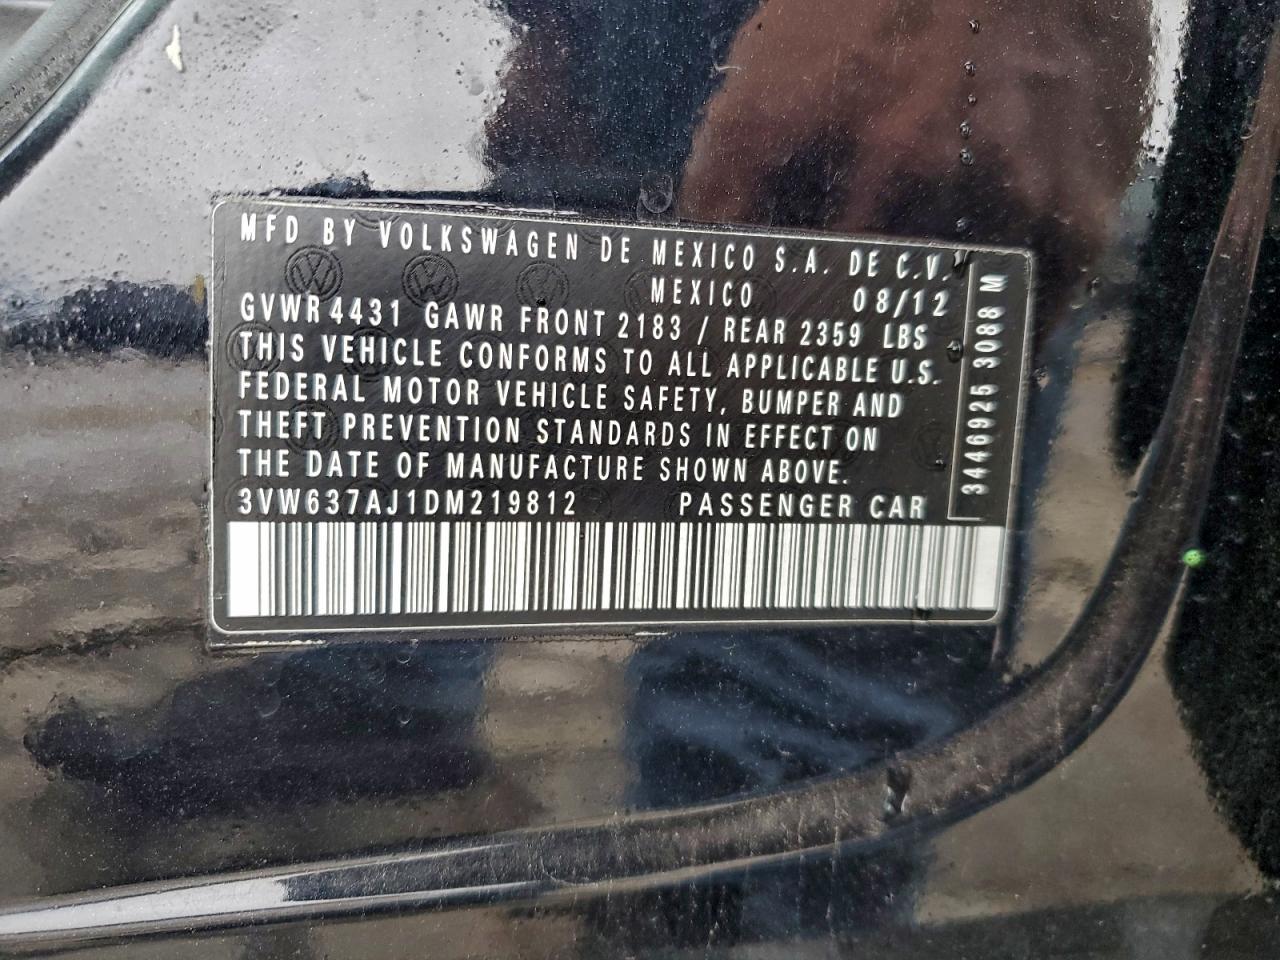 MFD BY VOLKSWAGEN DE MEXICO S.A. DE C.V.
MEXICO 08/12
GVWR 4431 GAWR FRONT 2183 / REAR 2359 LBS
THIS VEHICLE CONFORMS TO ALL APPLICABLE U.S.
FEDERAL MOTOR VEHICLE SAFETY, BUMPER AND
THEFT PREVENTION STANDARDS IN EFFECT ON
THE DATE OF MANUFACTURE SHOWN ABOVE.
3VW637AJ1DM219812 PASSENGER CAR
3446925 3088 M